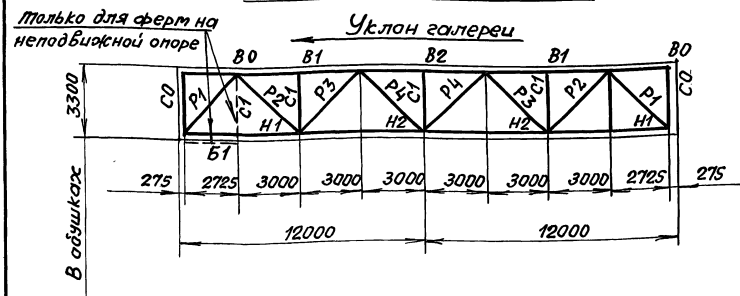 Только для ферм на
неподвижной опоре
Уклон галереи
В0 В1 В2 В1 В0
С0 Р1 С1 Р2 С1 Р3 Р4 С1 Р4 Р3 С1 Р2 Р1 С0
Н1 Н2 Н2 Н1
Б1
3300
275 2725 3000 3000 3000 3000 3000 3000 2725 275
12000 12000
В обушках